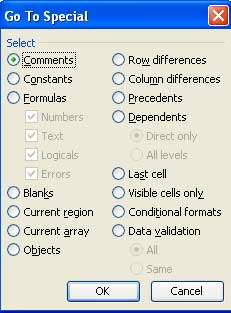 Go To Special
Select
Comments
Constants
Formulas
Numbers
Text
Logicals
Errors
Blanks
Current region
Current array
Objects
Row differences
Column differences
Precedents
Dependents
Direct only
All levels
Last cell
Visible cells only
Conditional formats
Data validation
All
Same
OK
Cancel